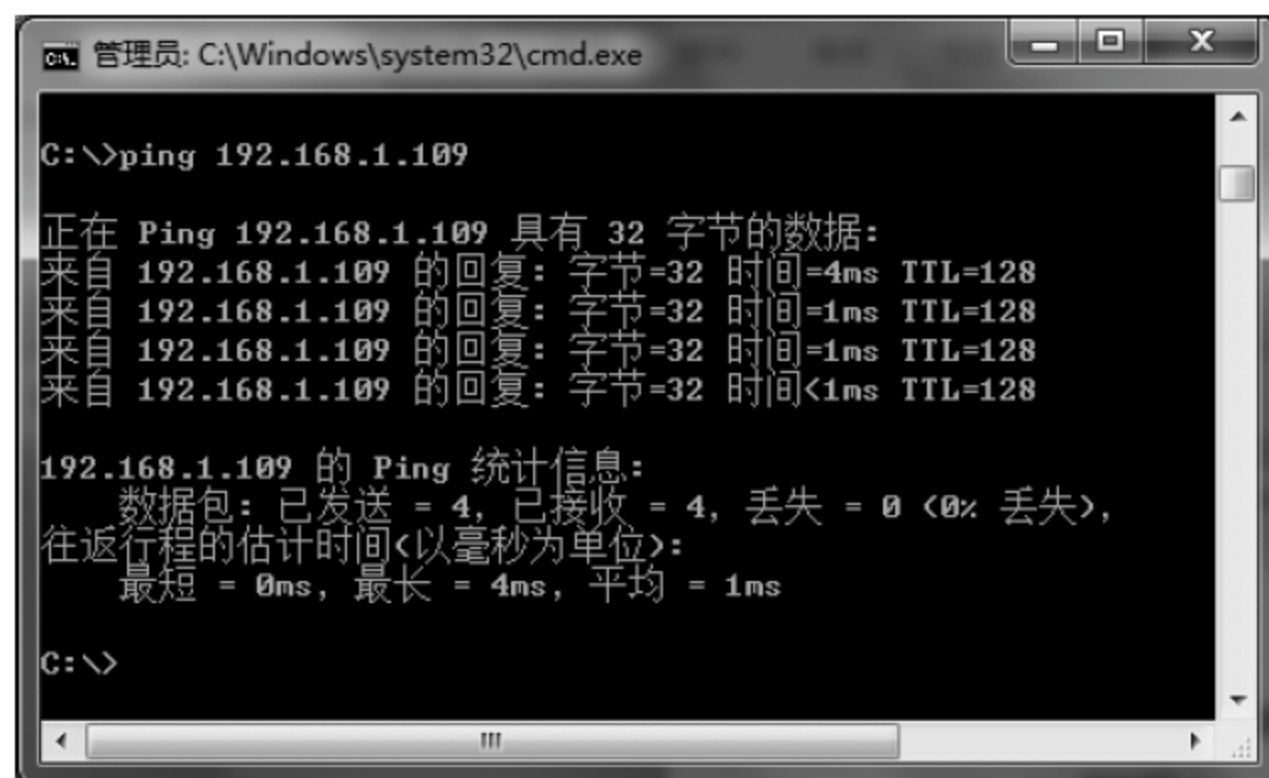 管理员: C:\Windows\system32\cmd.exe
C:\>ping 192.168.1.109
正在 Ping 192.168.1.109 具有 32 字节的数据:
来自 192.168.1.109 的回复: 字节=32 时间=4ms TTL=128
来自 192.168.1.109 的回复: 字节=32 时间=1ms TTL=128
来自 192.168.1.109 的回复: 字节=32 时间=1ms TTL=128
来自 192.168.1.109 的回复: 字节=32 时间<1ms TTL=128
192.168.1.109 的 Ping 统计信息:
数据包: 已发送 = 4, 已接收 = 4, 丢失 = 0 (0% 丢失),
往返行程的估计时间(以毫秒为单位):
最短 = 0ms, 最长 = 4ms, 平均 = 1ms
C:\>